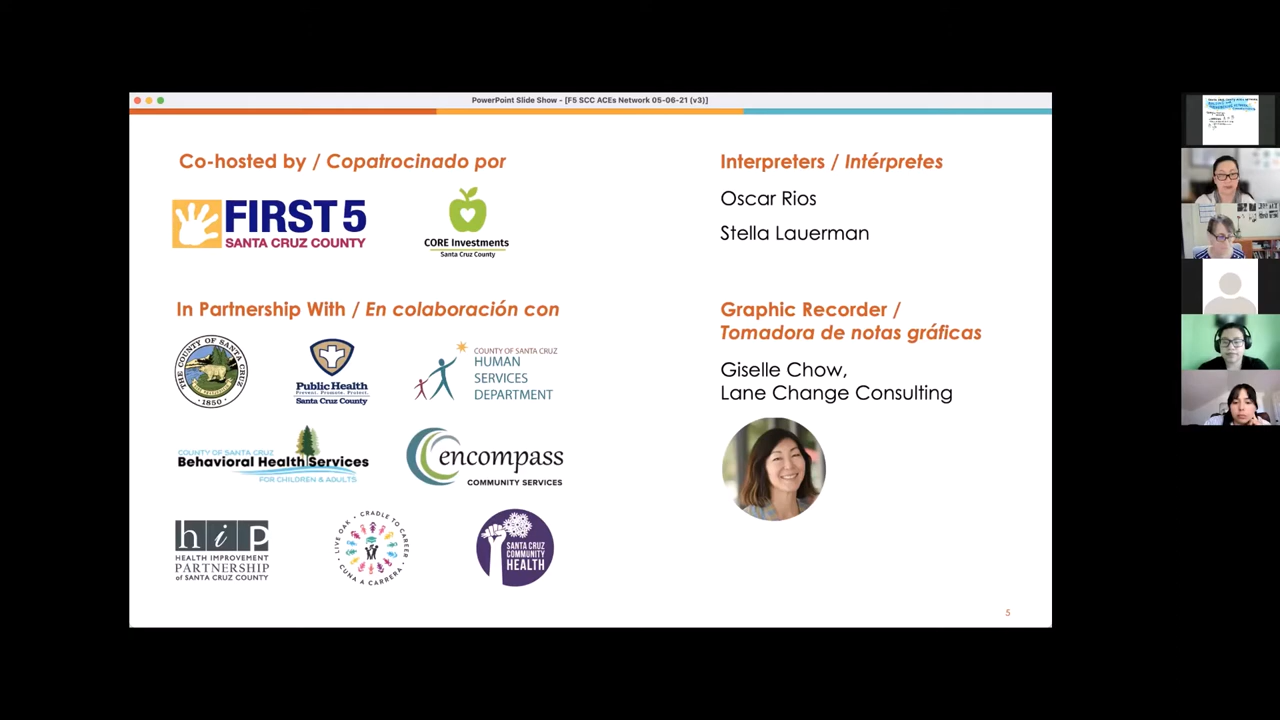 PowerPoint Slide Show - [F5 SCC ACEs Network 05-06-21 (v3)]
Co-hosted by / Copatrocinado por
FIRST 5
SANTA CRUZ COUNTY
CORE Investments
Santa Cruz County
In Partnership With / En colaboración con
THE COUNTY OF SANTA CRUZ
1850
Public Health
Prevent. Promote. Protect.
Santa Cruz County
COUNTY OF SANTA CRUZ
HUMAN
SERVICES
DEPARTMENT
COUNTY OF SANTA CRUZ
Behavioral Health Services
FOR CHILDREN & ADULTS
encompass
COMMUNITY SERVICES
hip
HEALTH IMPROVEMENT
PARTNERSHIP
of SANTA CRUZ COUNTY
LIVE OAK • CRADLE TO CAREER
CUNA A CARRERA
SANTA CRUZ
COMMUNITY
HEALTH
Interpreters / Intérpretes
Oscar Rios
Stella Lauerman
Graphic Recorder /
Tomadora de notas gráficas
Giselle Chow,
Lane Change Consulting
5